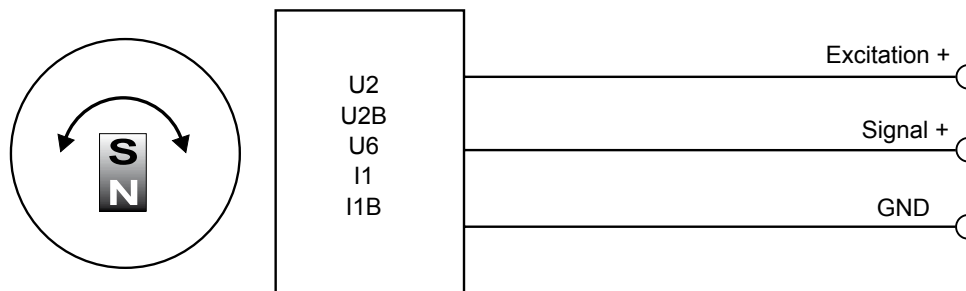 S
N
U2
U2B
U6
I1
I1B
Excitation +
Signal +
GND